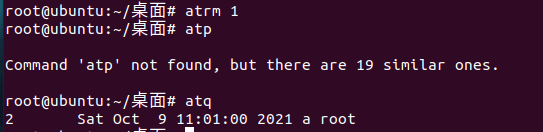 root@ubuntu:~/桌面# atrm 1
root@ubuntu:~/桌面# atp
Command 'atp' not found, but there are 19 similar ones.
root@ubuntu:~/桌面# atq
2       Sat Oct  9 11:01:00 2021 a root